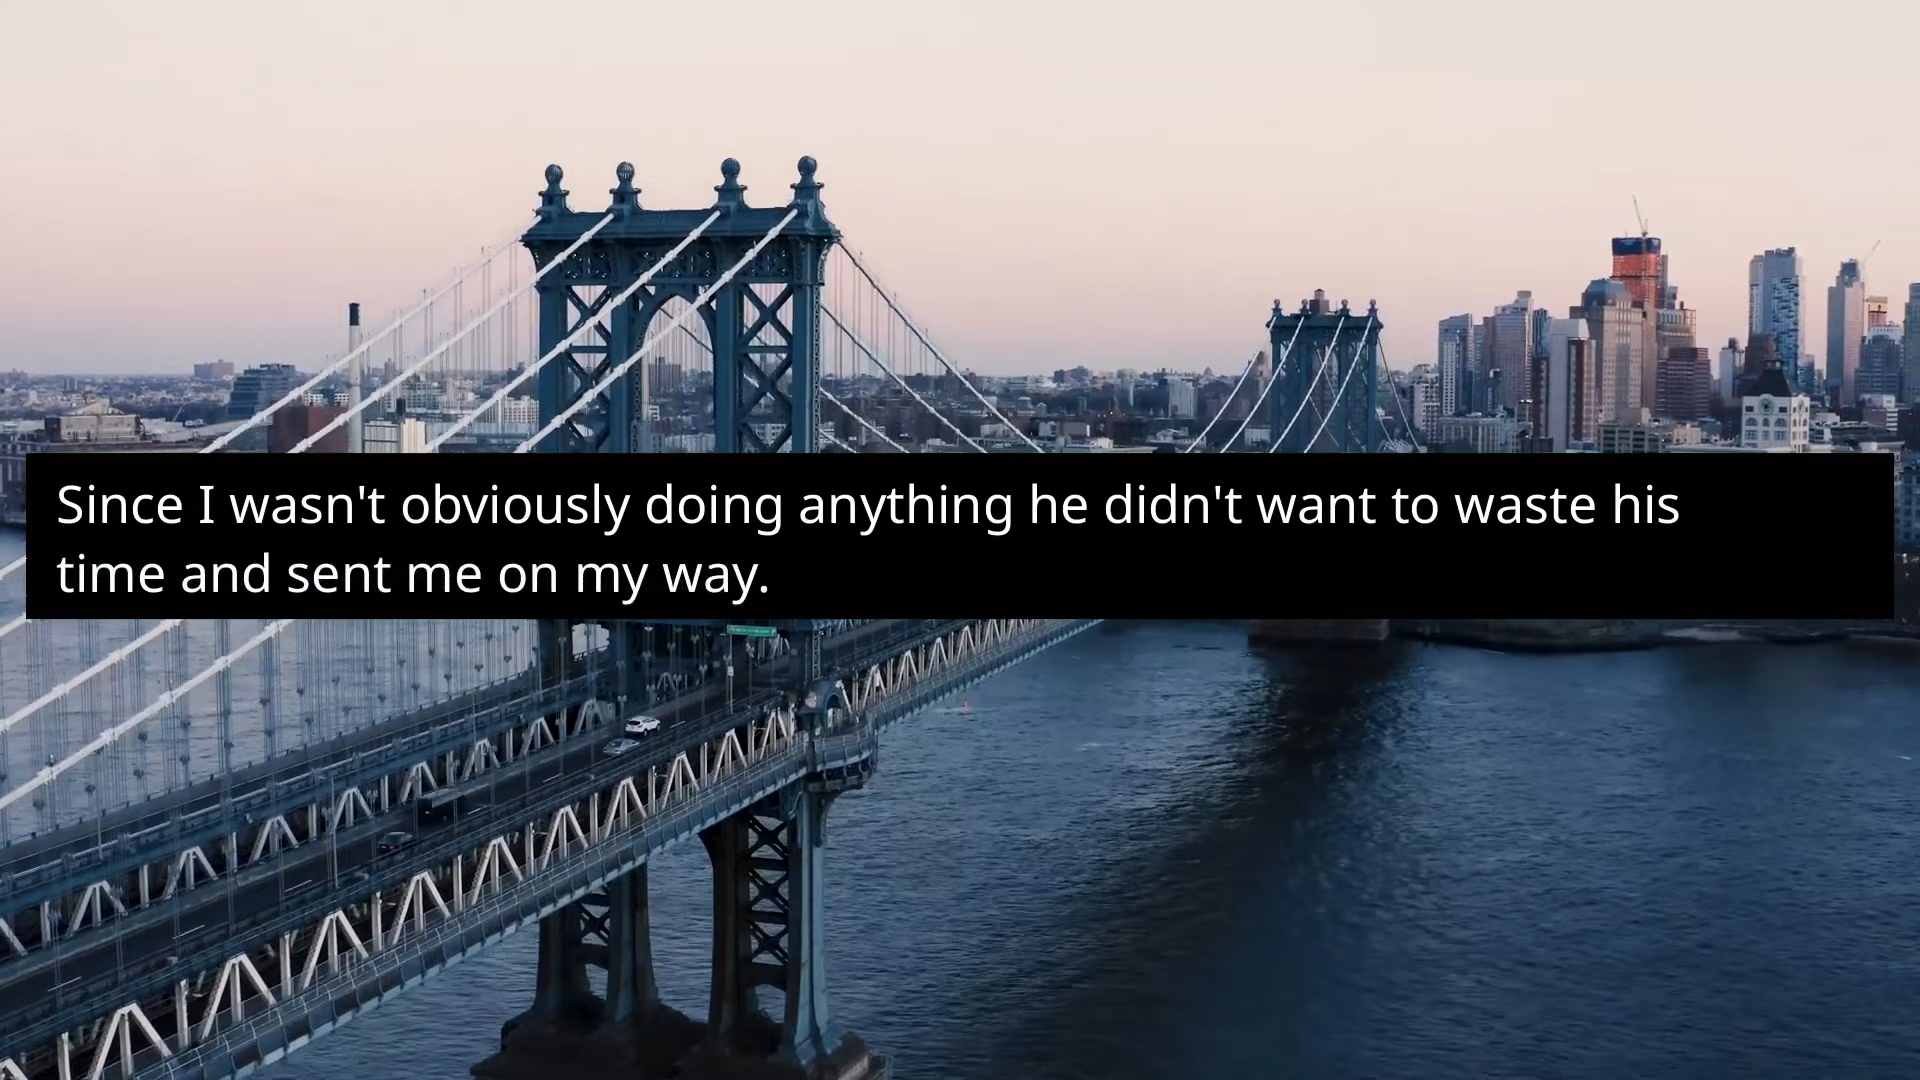 Since I wasn't obviously doing anything he didn't want to waste his
time and sent me on my way.